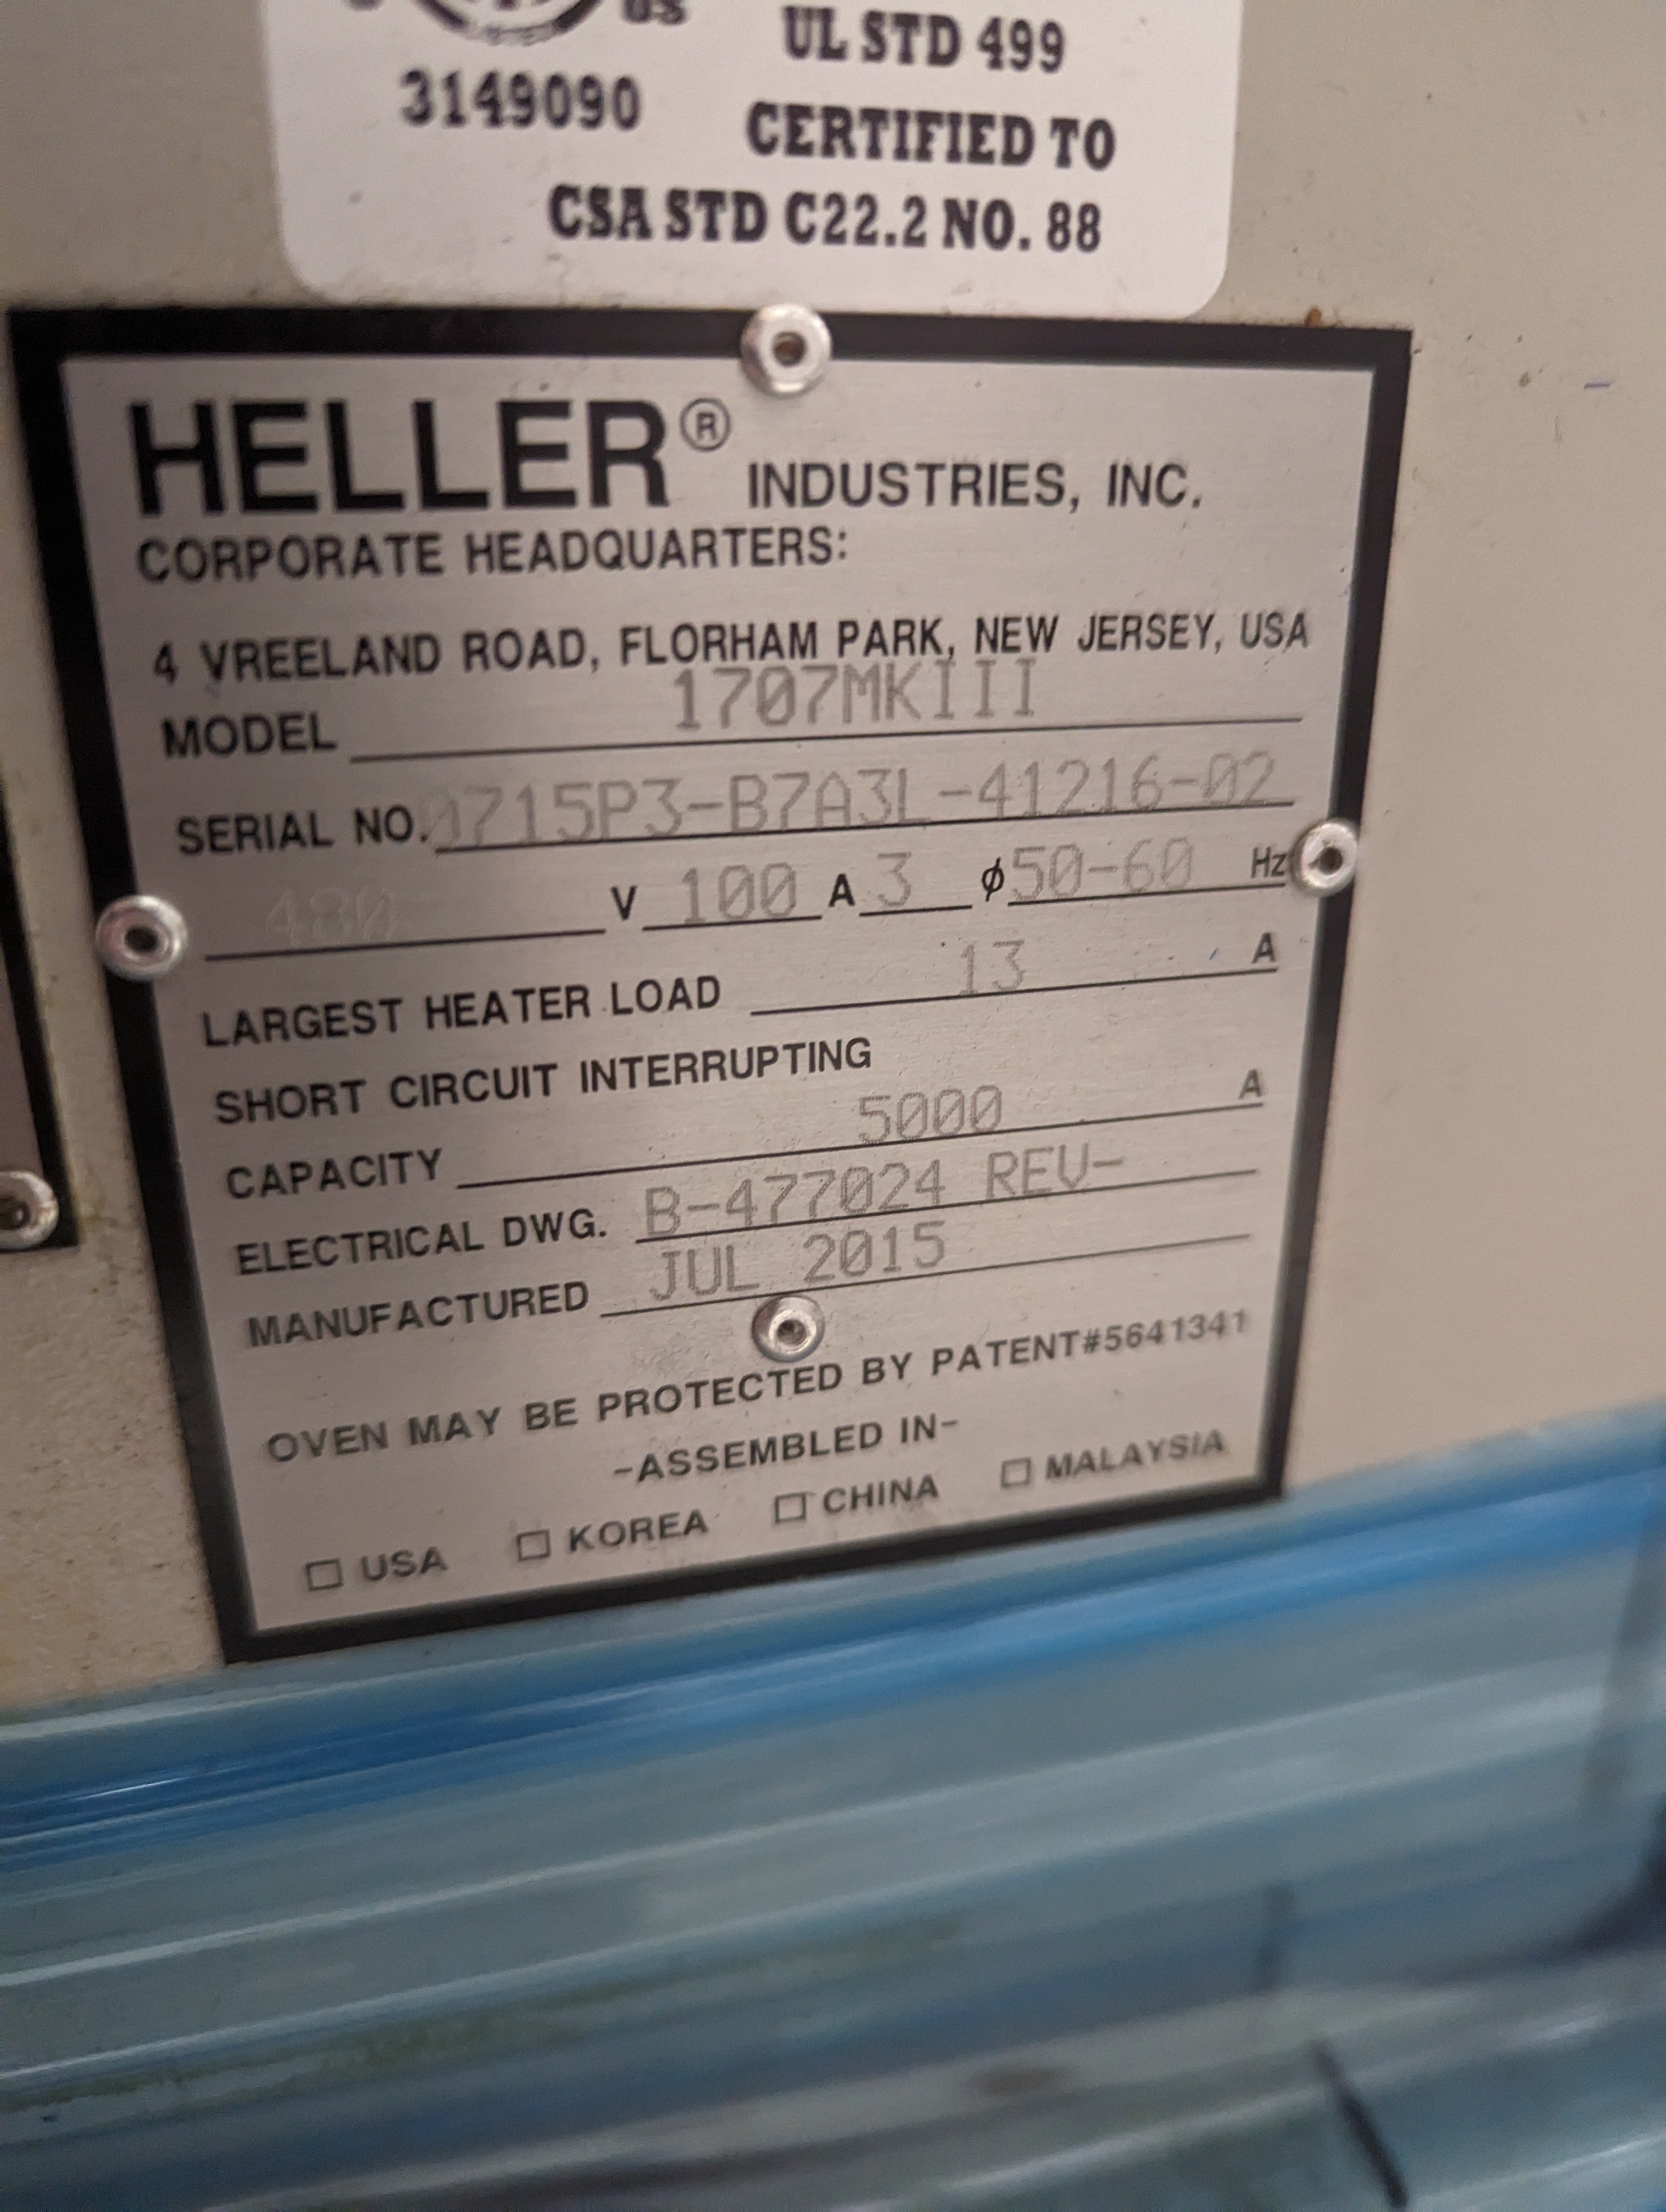 US
UL STD 499
3149090
CERTIFIED TO
CSA STD C22.2 NO. 88
HELLER® INDUSTRIES, INC.
CORPORATE HEADQUARTERS:
4 VREELAND ROAD, FLORHAM PARK, NEW JERSEY, USA
MODEL 1707MKIII
SERIAL NO. 0715P3-B7A3L-41216-02
480 V 100 A 3 ϕ 50-60 Hz
LARGEST HEATER LOAD 13 A
SHORT CIRCUIT INTERRUPTING
CAPACITY 5000 A
ELECTRICAL DWG. B-477024 REV-
MANUFACTURED JUL 2015
OVEN MAY BE PROTECTED BY PATENT#5641341
-ASSEMBLED IN-
☐ USA ☐ KOREA ☐ CHINA ☐ MALAYSIA